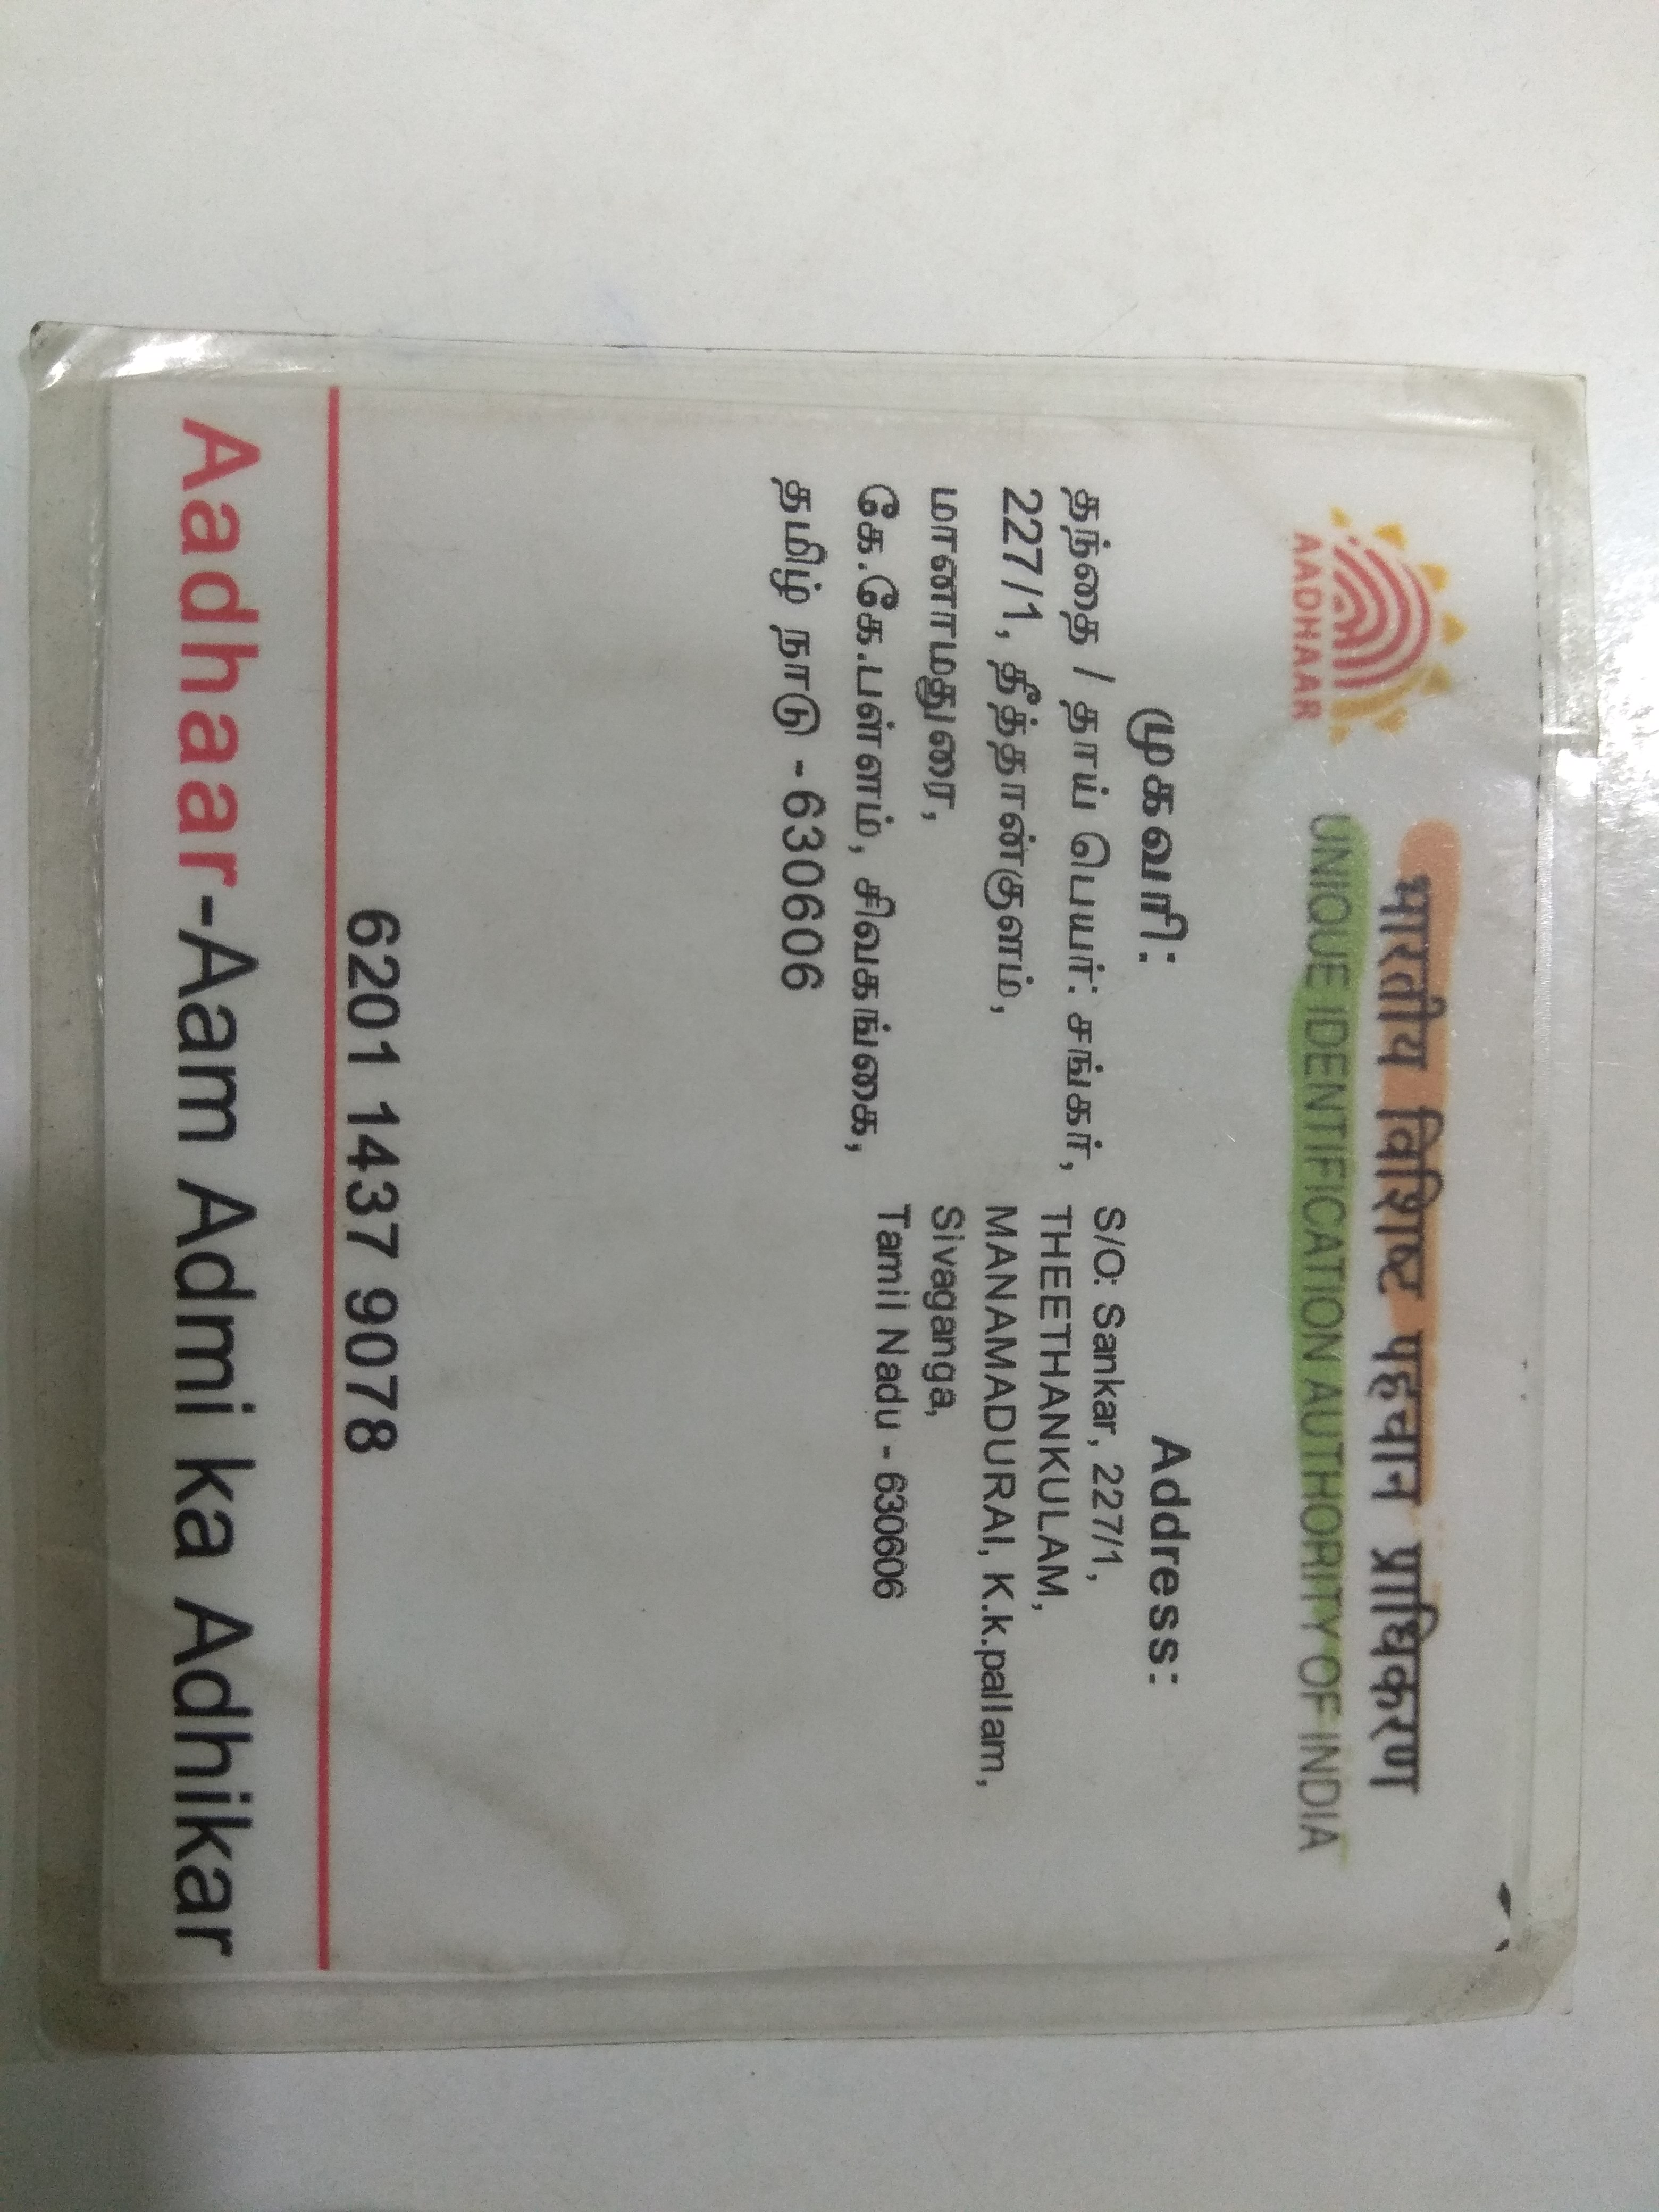 AADHAAR
भारतीय विशिष्ट पहचान प्राधिकरण
UNIQUE IDENTIFICATION AUTHORITY OF INDIA
முகவரி:
தந்தை / தாய் பெயர்: சங்கர்,
227/1, தீத்தான்குளம்,
மானாமதுரை,
கே.கே.பள்ளம், சிவகங்கை,
தமிழ் நாடு - 630606
Address:
S/O: Sankar, 227/1,
THEETHANKULAM,
MANAMADURAI, K.k.pallam,
Sivaganga,
Tamil Nadu - 630606
6201 1437 9078
Aadhaar-Aam Admi ka Adhikar